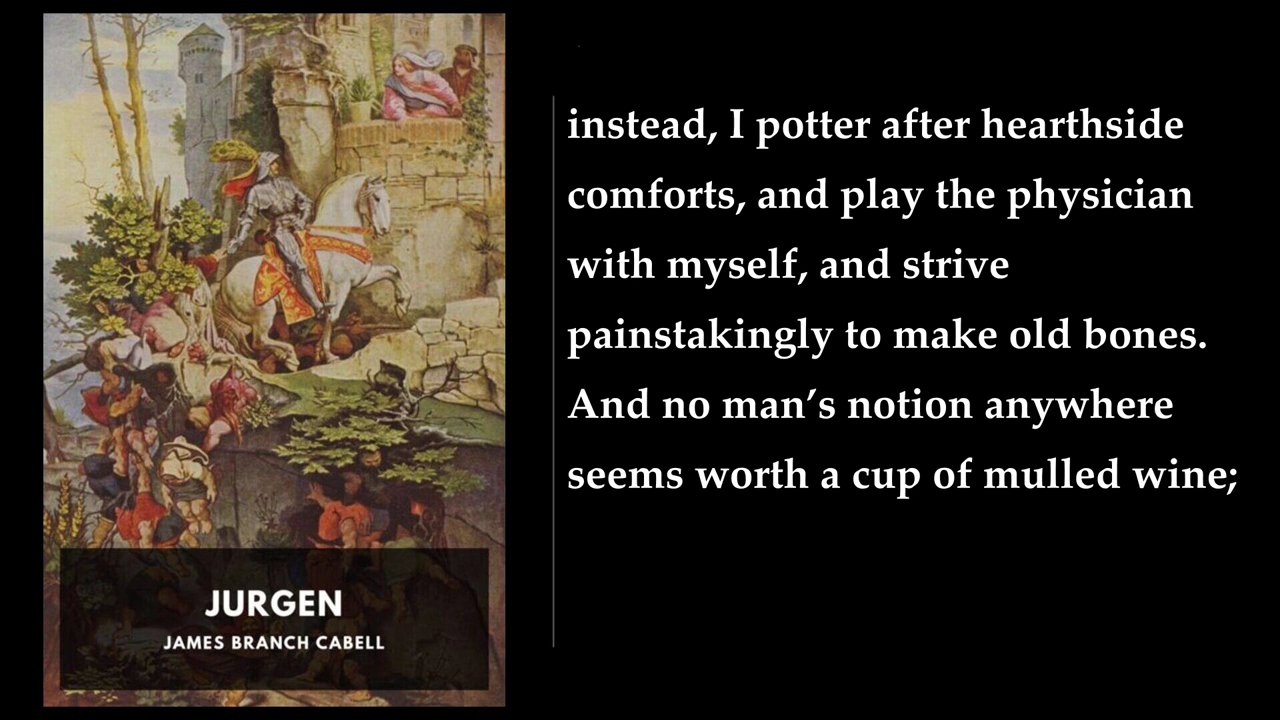 instead, I potter after hearthside
comforts, and play the physician
with myself, and strive
painstakingly to make old bones.
And no man’s notion anywhere
seems worth a cup of mulled wine;
JURGEN
JAMES BRANCH CABELL